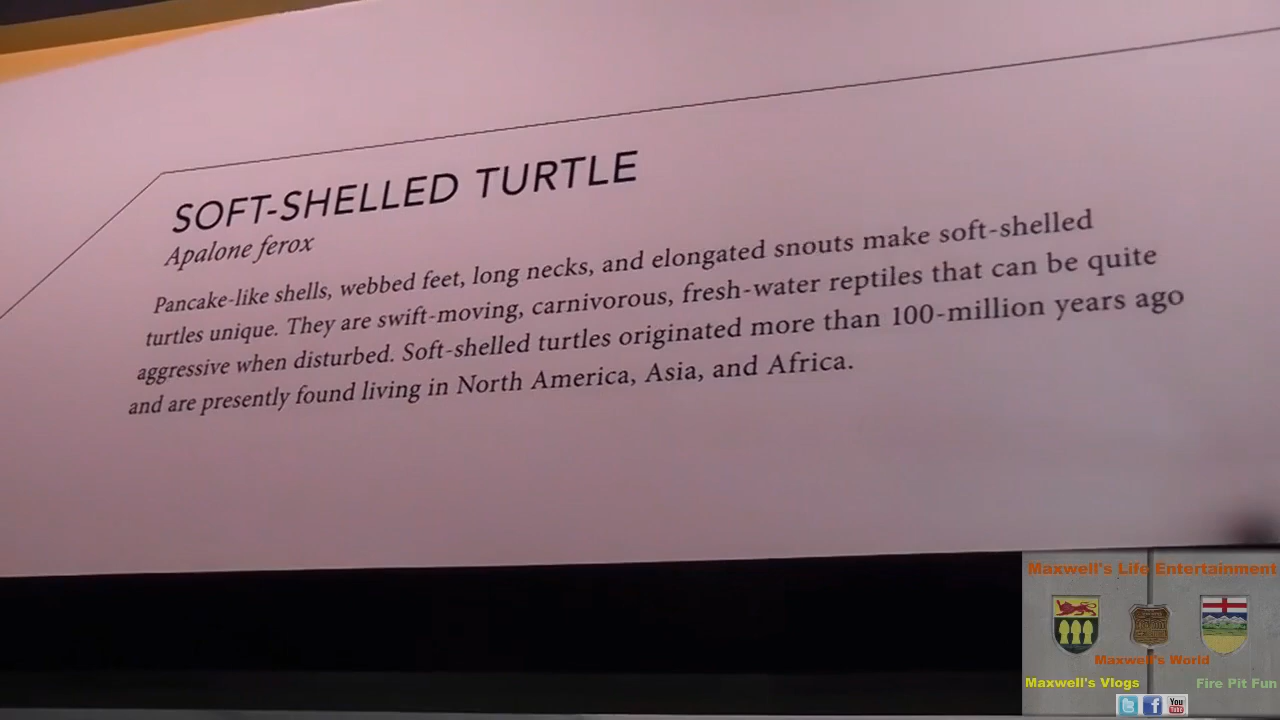 SOFT-SHELLED TURTLE
Apalone ferox
Pancake-like shells, webbed feet, long necks, and elongated snouts make soft-shelled
turtles unique. They are swift-moving, carnivorous, fresh-water reptiles that can be quite
aggressive when disturbed. Soft-shelled turtles originated more than 100-million years ago
and are presently found living in North America, Asia, and Africa.
Maxwell's Life Entertainment
Maxwell's World
Maxwell's Vlogs
Fire Pit Fun
You